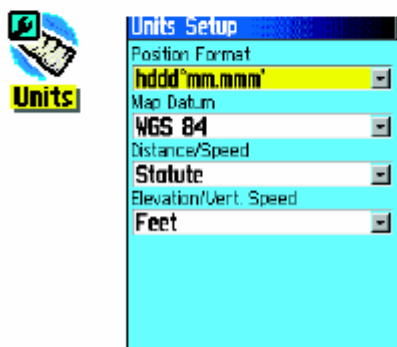 Units
Units Setup
Position Format
hddd°mm.mmm'
Map Datum
WGS 84
Distance/Speed
Statute
Elevation/Vert. Speed
Feet